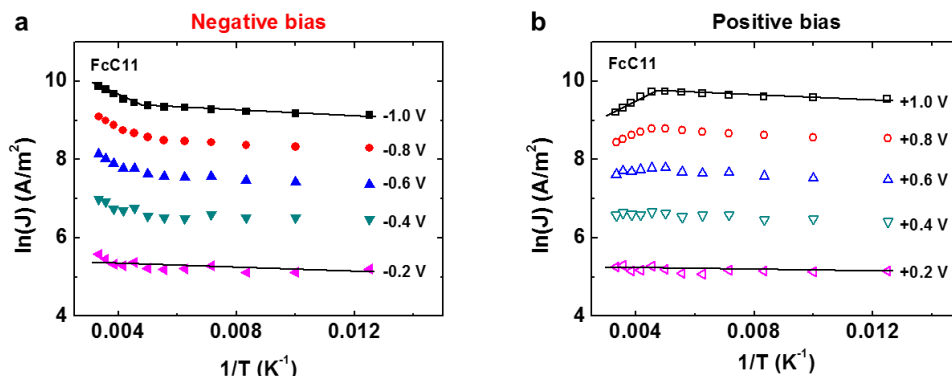 a
Negative bias
FcC11
-1.0 V
-0.8 V
-0.6 V
-0.4 V
-0.2 V
10
8
6
4
ln(J) (A/m²)
0.004
0.008
0.012
1/T (K⁻¹)
b
Positive bias
FcC11
+1.0 V
+0.8 V
+0.6 V
+0.4 V
+0.2 V
10
8
6
4
ln(J) (A/m²)
0.004
0.008
0.012
1/T (K⁻¹)